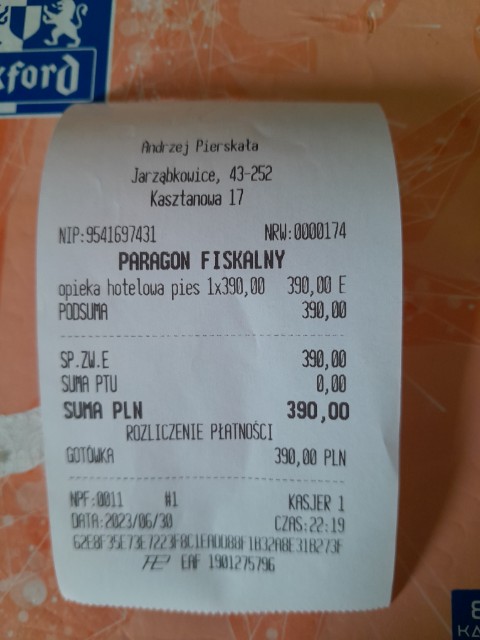 xford
Andrzej Pierskała
Jarząbkowice, 43-252
Kasztanowa 17
NIP:9541697431 NRW:0000174
PARAGON FISKALNY
opieka hotelowa pies 1x390,00 390,00 E
PODSUMA 390,00
SP.ZW.E 390,00
SUMA PTU 0,00
SUMA PLN 390,00
ROZLICZENIE PŁATNOŚCI
GOTÓWKA 390,00 PLN
NPF:0011 #1 KASJER 1
DATA:2023/06/30 CZAS:22:19
EAF 1901275796